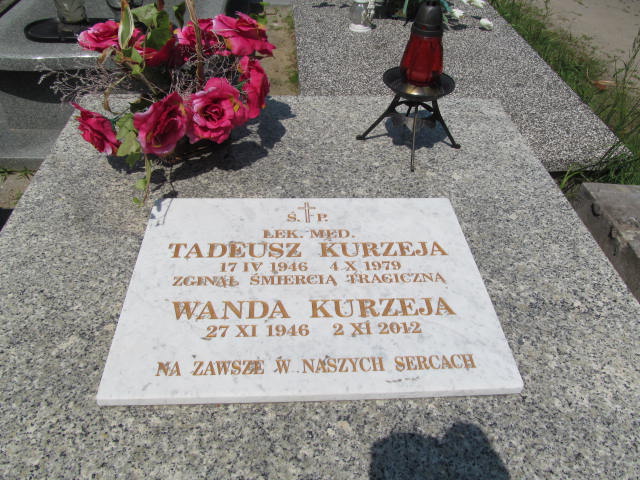 Ś. † P.
LEK. MED.
TADEUSZ KURZEJA
17 IV 1946 4 X 1979
ZGINĄŁ ŚMIERCIĄ TRAGICZNĄ
WANDA KURZEJA
27 XI 1946 2 XI 2012
NA ZAWSZE W NASZYCH SERCACH